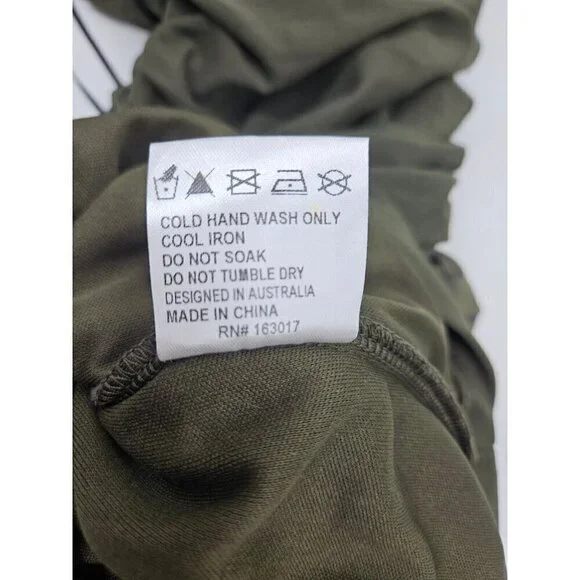 COLD HAND WASH ONLY
COOL IRON
DO NOT SOAK
DO NOT TUMBLE DRY
DESIGNED IN AUSTRALIA
MADE IN CHINA
RN# 163017